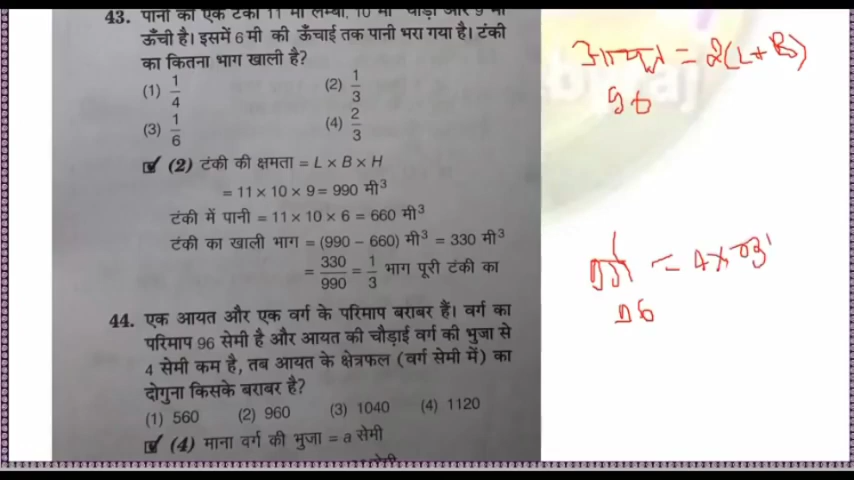 43. पानी की एक टंकी 11 मी लम्बी, 10 मी चौड़ी और 9 मी
ऊँची है। इसमें 6 मी की ऊँचाई तक पानी भरा गया है। टंकी
का कितना भाग खाली है?
(1) 1/4 (2) 1/3
(3) 1/6 (4) 2/3
(2) टंकी की क्षमता = L × B × H
= 11 × 10 × 9 = 990 मी³
टंकी में पानी = 11 × 10 × 6 = 660 मी³
टंकी का खाली भाग = (990 – 660) मी³ = 330 मी³
= 330/990 = 1/3 भाग पूरी टंकी का
44. एक आयत और एक वर्ग के परिमाप बराबर हैं। वर्ग का
परिमाप 96 सेमी है और आयत की चौड़ाई वर्ग की भुजा से
4 सेमी कम है, तब आयत के क्षेत्रफल (वर्ग सेमी में) का
दोगुना किसके बराबर है?
(1) 560 (2) 960 (3) 1040 (4) 1120
(4) माना वर्ग की भुजा = a सेमी
= 2(L+B)
96
वर्ग = 4×
96